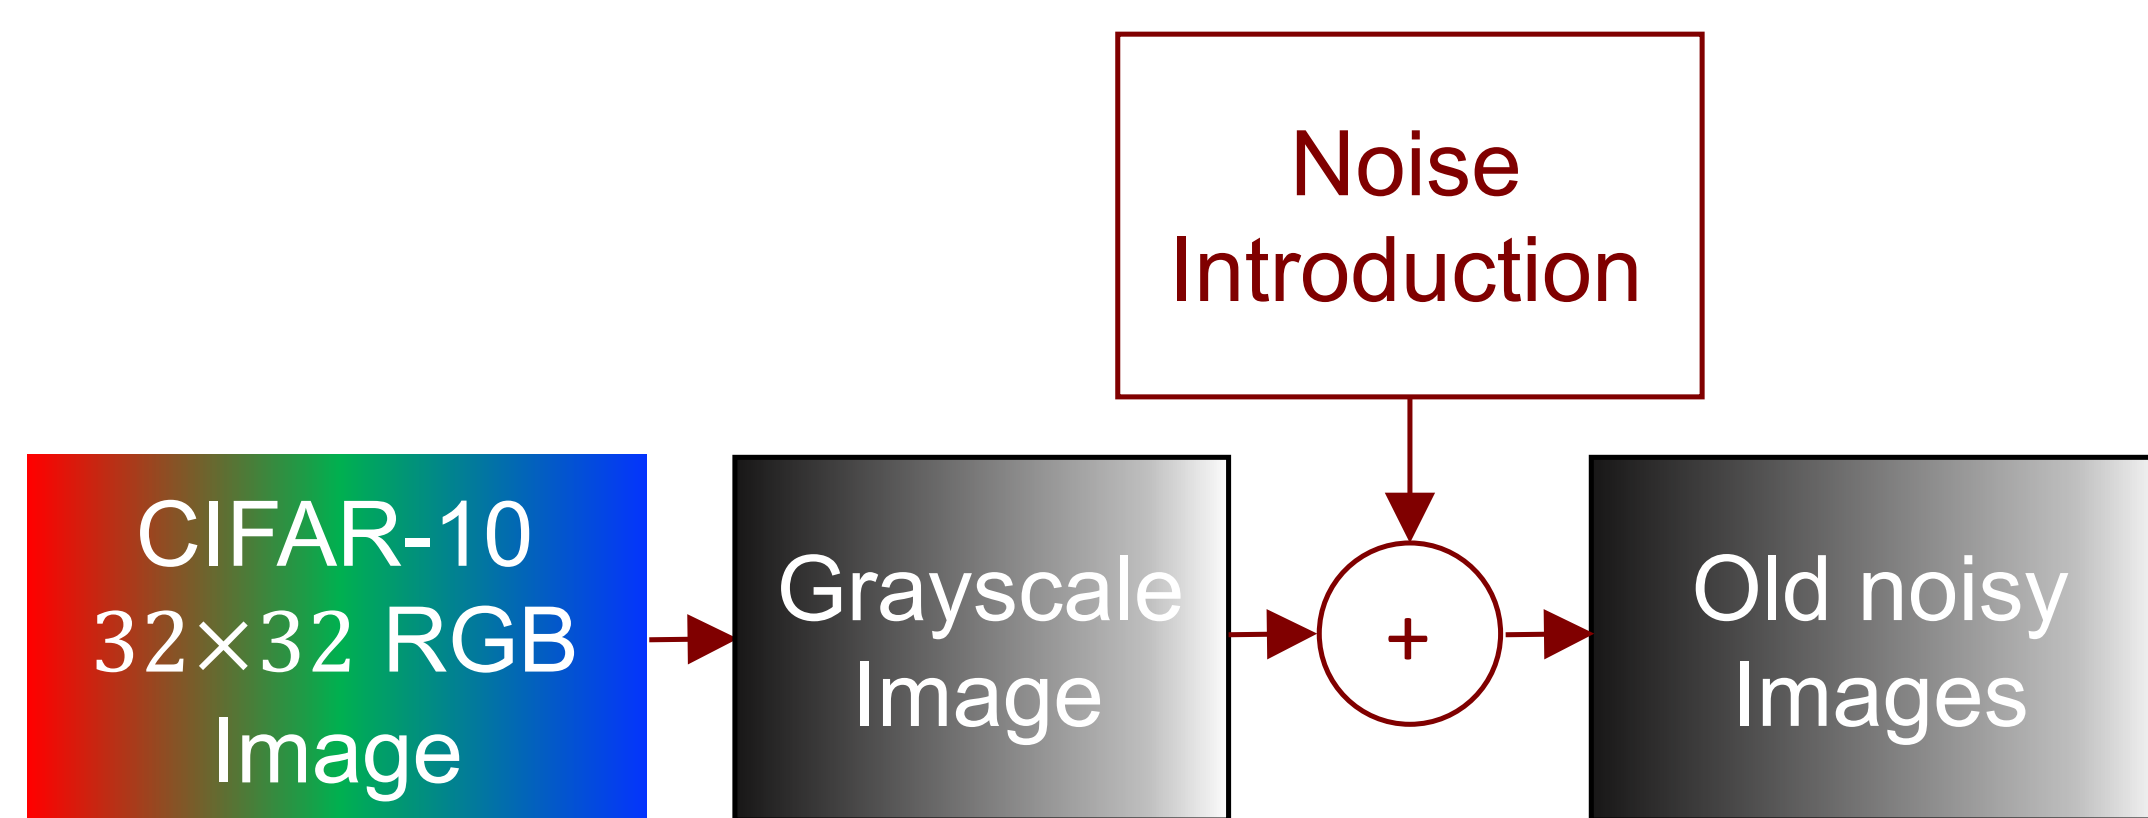 Noise
Introduction
CIFAR-10
32×32 RGB
Image
Grayscale
Image
+
Old noisy
Images